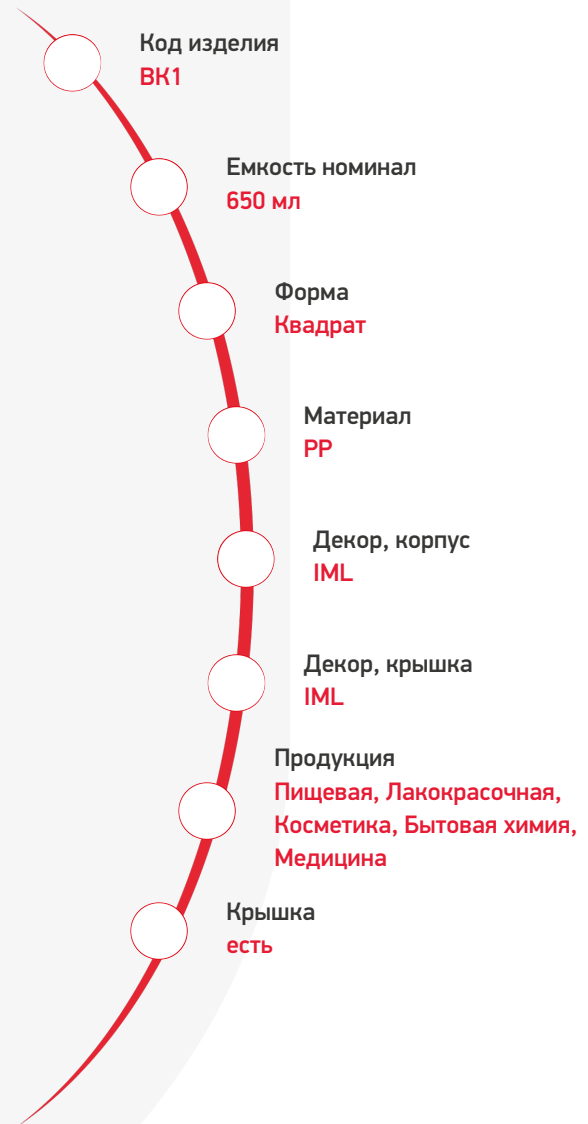 Код изделия
ВК1
Емкость номинал
650 мл
Форма
Квадрат
Материал
PP
Декор, корпус
IML
Декор, крышка
IML
Продукция
Пищевая, Лакокрасочная,
Косметика, Бытовая химия,
Медицина
Крышка
есть